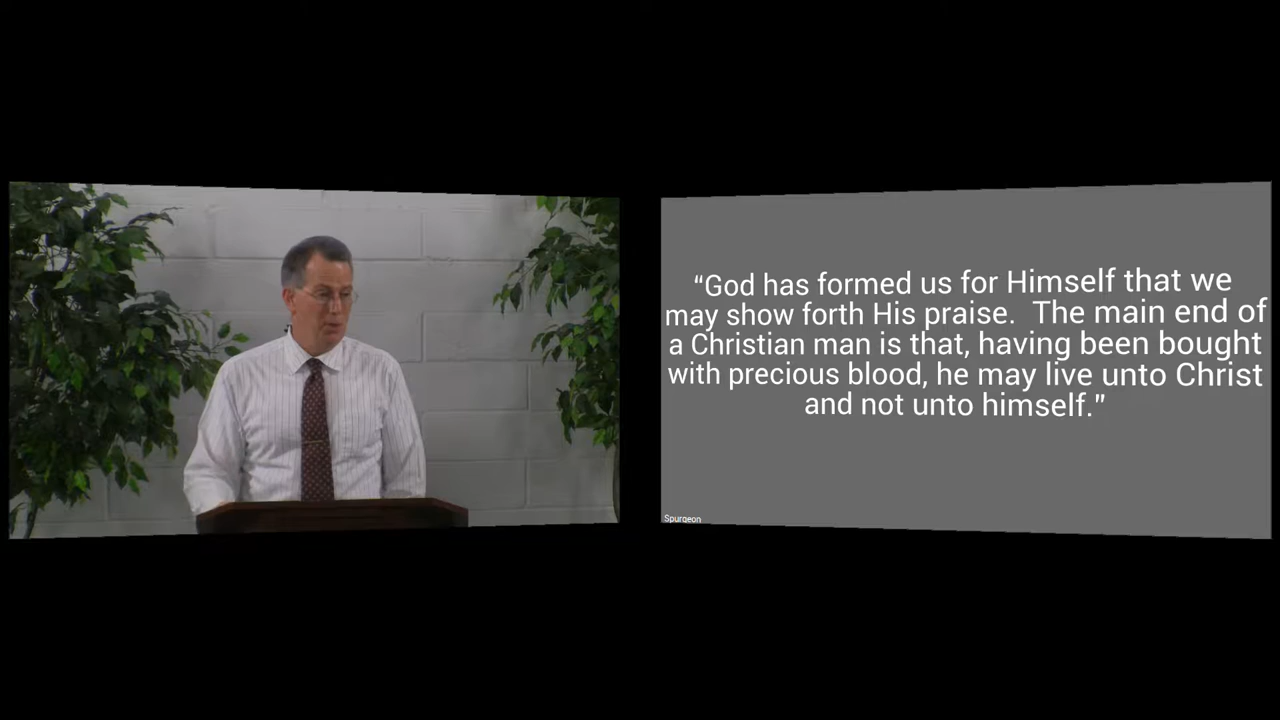 “God has formed us for Himself that we
may show forth His praise.  The main end of
a Christian man is that, having been bought
with precious blood, he may live unto Christ
and not unto himself.”
Spurgeon